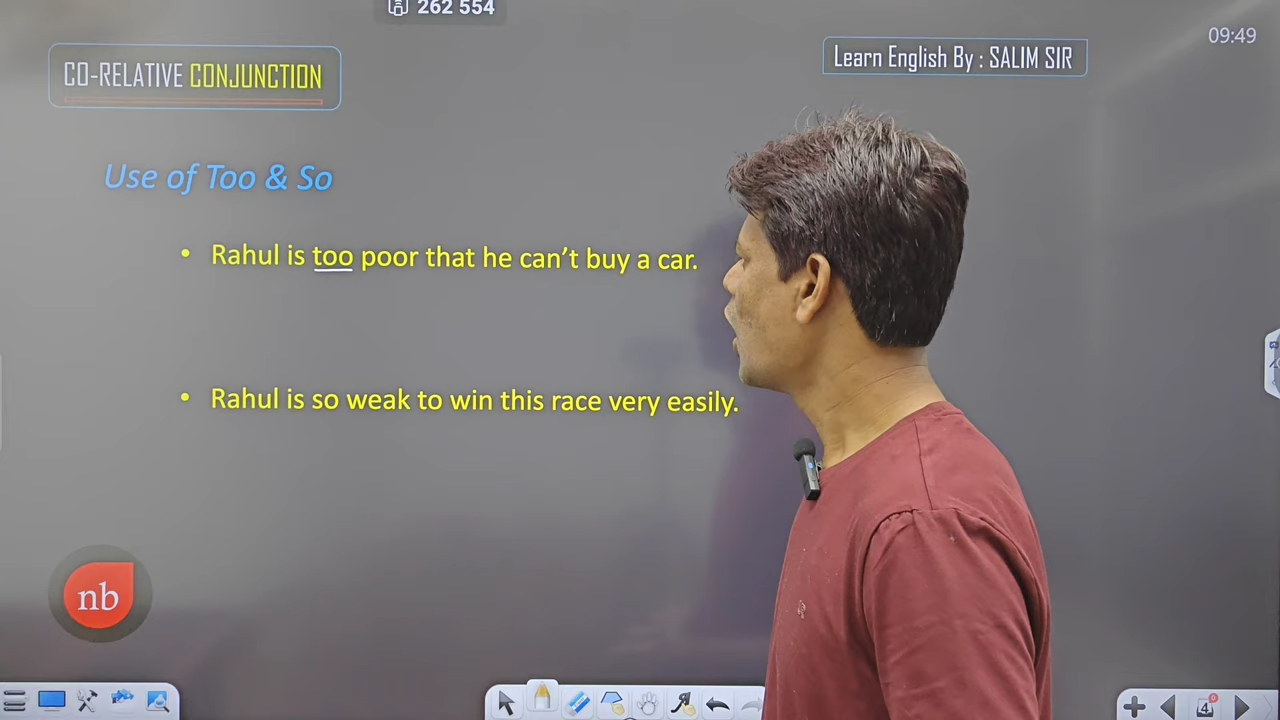 262 554
09:49
CO-RELATIVE CONJUNCTION
Learn English By : SALIM SIR
Use of Too & So
• Rahul is too poor that he can't buy a car.
• Rahul is so weak to win this race very easily.
nb
4